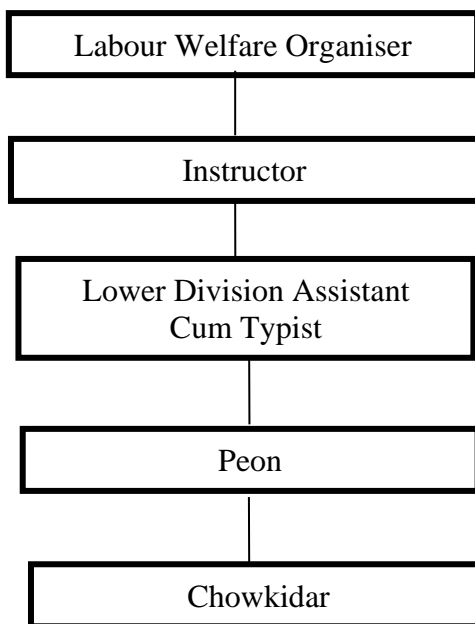 Labour Welfare Organiser
Instructor
Lower Division Assistant
Cum Typist
Peon
Chowkidar